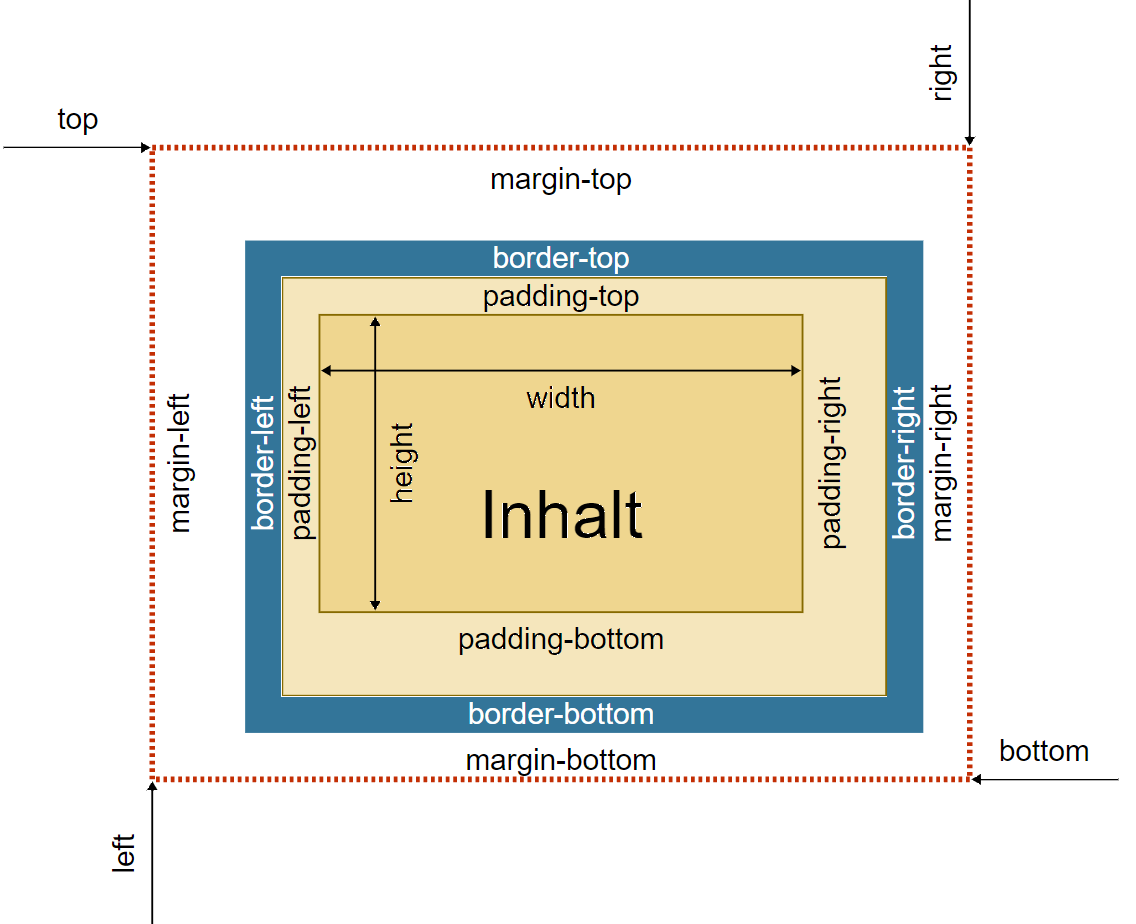 right
top
margin-top
border-top
padding-top
width
margin-left
border-left
padding-left
height
Inhalt
padding-right
border-right
margin-right
padding-bottom
border-bottom
margin-bottom
bottom
left